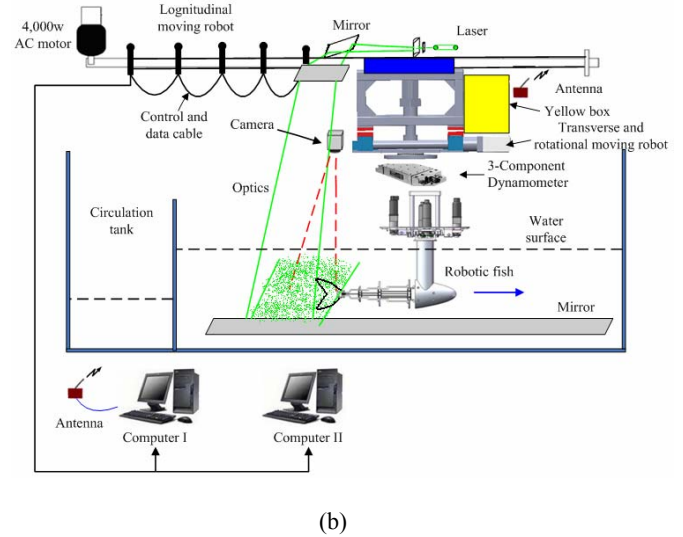 4,000w
AC motor
Lognitudinal
moving robot
Mirror
Laser
Control and
data cable
Antenna
Yellow box
Transverse and
rotational moving robot
Camera
3-Component
Dynamometer
Optics
Circulation
tank
Water
surface
Robotic fish
Mirror
Antenna
Computer I
Computer II
(b)